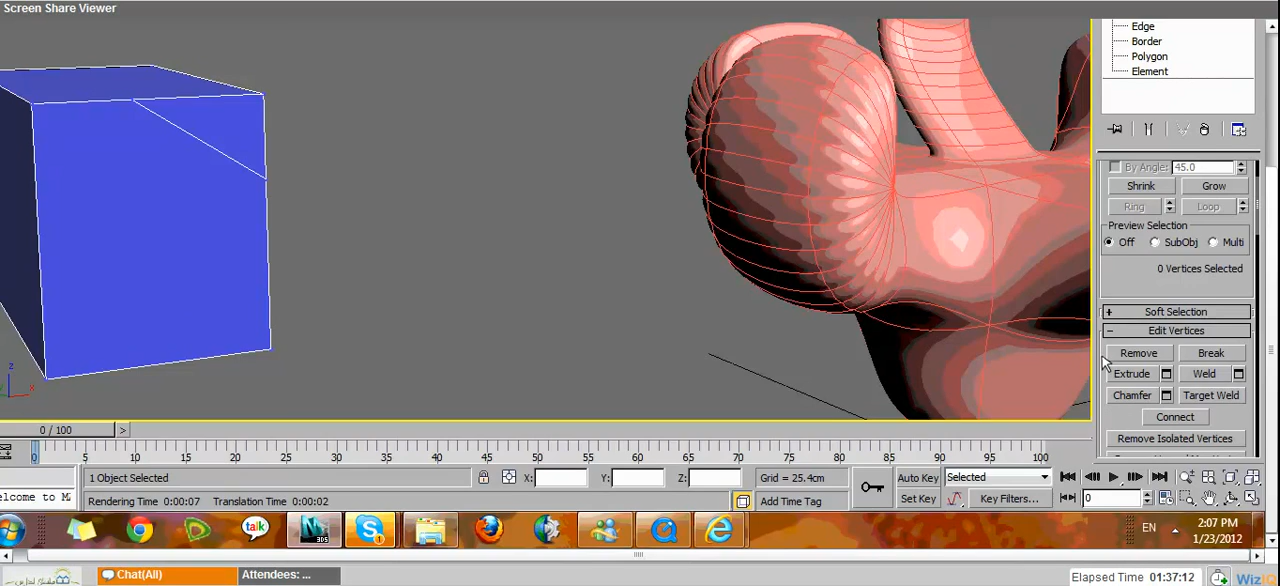 Screen Share Viewer
Edge
Border
Polygon
Element
By Angle: 45.0
Shrink Grow
Ring Loop
Preview Selection
Off SubObj Multi
0 Vertices Selected
+ Soft Selection
- Edit Vertices
Remove Break
Extrude Weld
Chamfer Target Weld
Connect
Remove Isolated Vertices
z
x
0 / 100 >
0 5 10 15 20 25 30 35 40 45 50 55 60 65 70 75 80 85 90 95 100
1 Object Selected X: Y: Z: Grid = 25.4cm Auto Key Selected
elcome to M Rendering Time 0:00:07 Translation Time 0:00:02 Add Time Tag Set Key Key Filters... 0
talk 3DS EN 2:07 PM
1/23/2012
Chat(All) Attendees: ... Elapsed Time 01:37:12 WizI